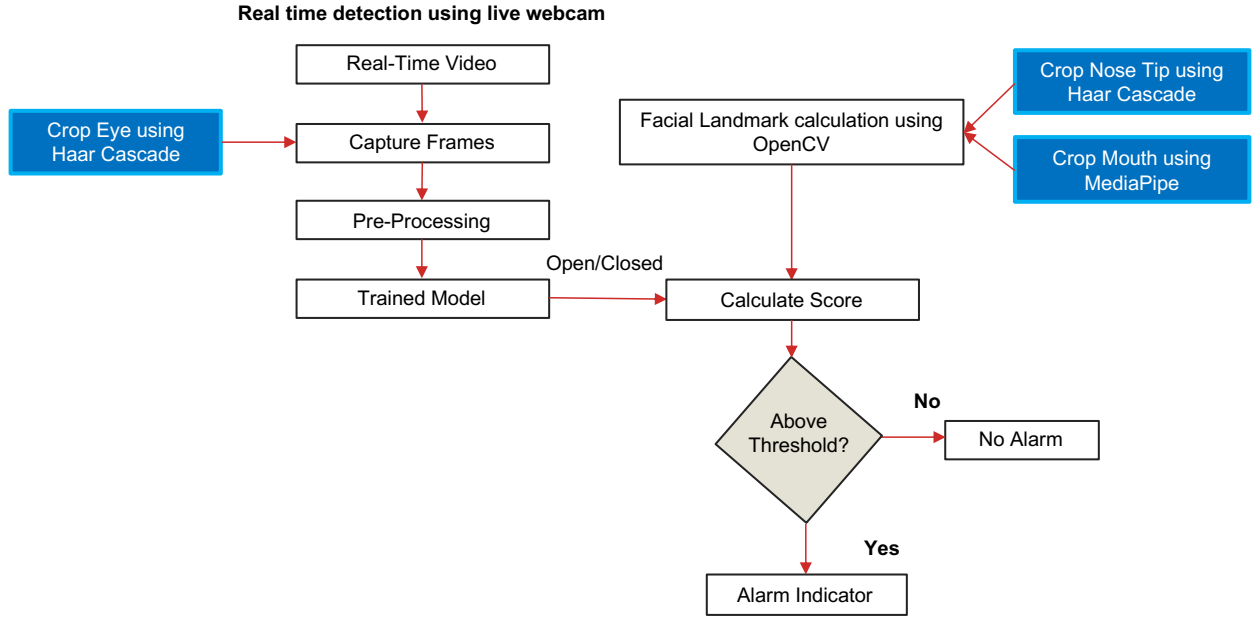 Real time detection using live webcam
Real-Time Video
Crop Eye using
Haar Cascade
Capture Frames
Pre-Processing
Trained Model
Open/Closed
Facial Landmark calculation using
OpenCV
Crop Nose Tip using
Haar Cascade
Crop Mouth using
MediaPipe
Calculate Score
Above
Threshold?
No
No Alarm
Yes
Alarm Indicator